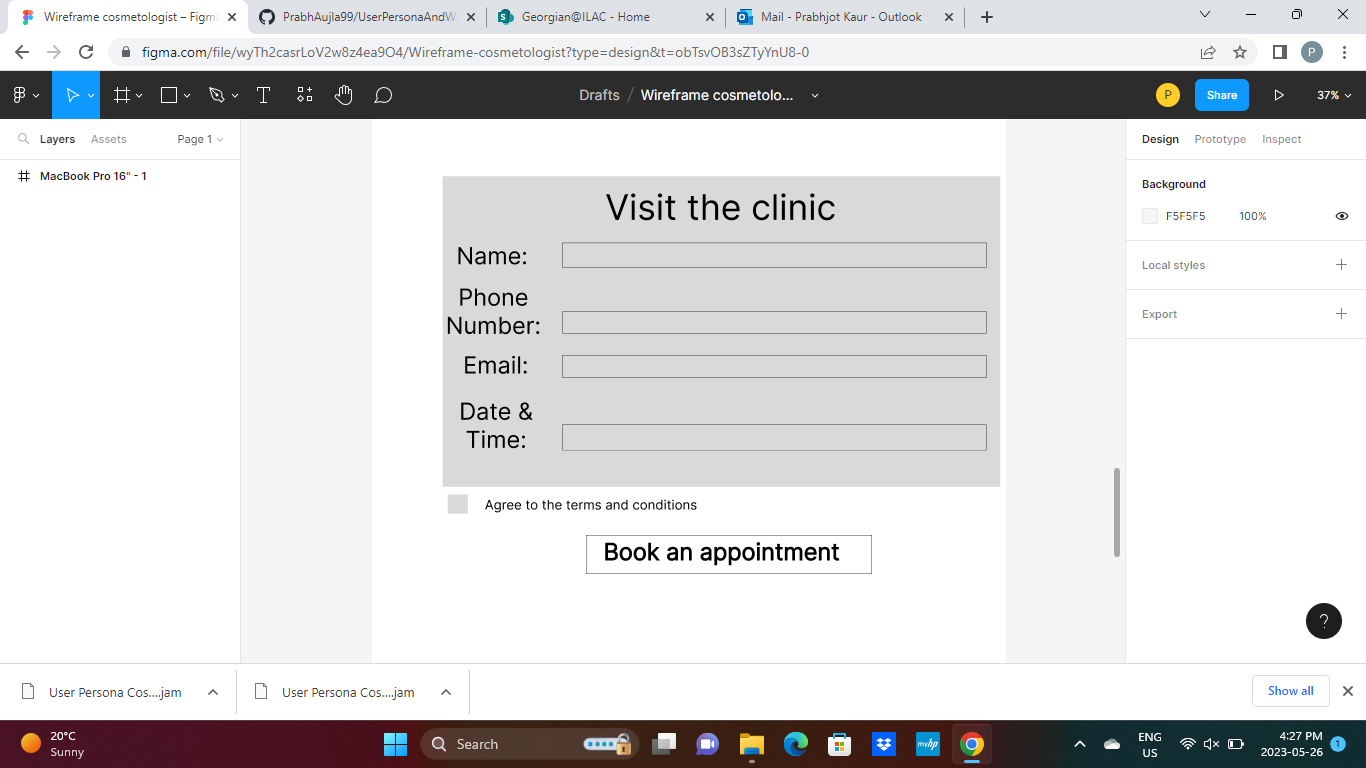 Wireframe cosmetologist – Figm
PrabhAujla99/UserPersonaAndW
Georgian@ILAC - Home
Mail - Prabhjot Kaur - Outlook
figma.com/file/wyTh2casrLoV2w8z4ea9O4/Wireframe-cosmetologist?type=design&t=obTsvOB3sZTyYnU8-0
P
Drafts / Wireframe cosmetolo...
P
Share
37%
Layers
Assets
Page 1
Design
Prototype
Inspect
MacBook Pro 16" - 1
Background
F5F5F5
100%
Local styles
Export
Visit the clinic
Name:
Phone
Number:
Email:
Date &
Time:
Agree to the terms and conditions
Book an appointment
?
User Persona Cos....jam
User Persona Cos....jam
Show all
20°C
Sunny
Search
myhp
ENG
US
4:27 PM
2023-05-26
1